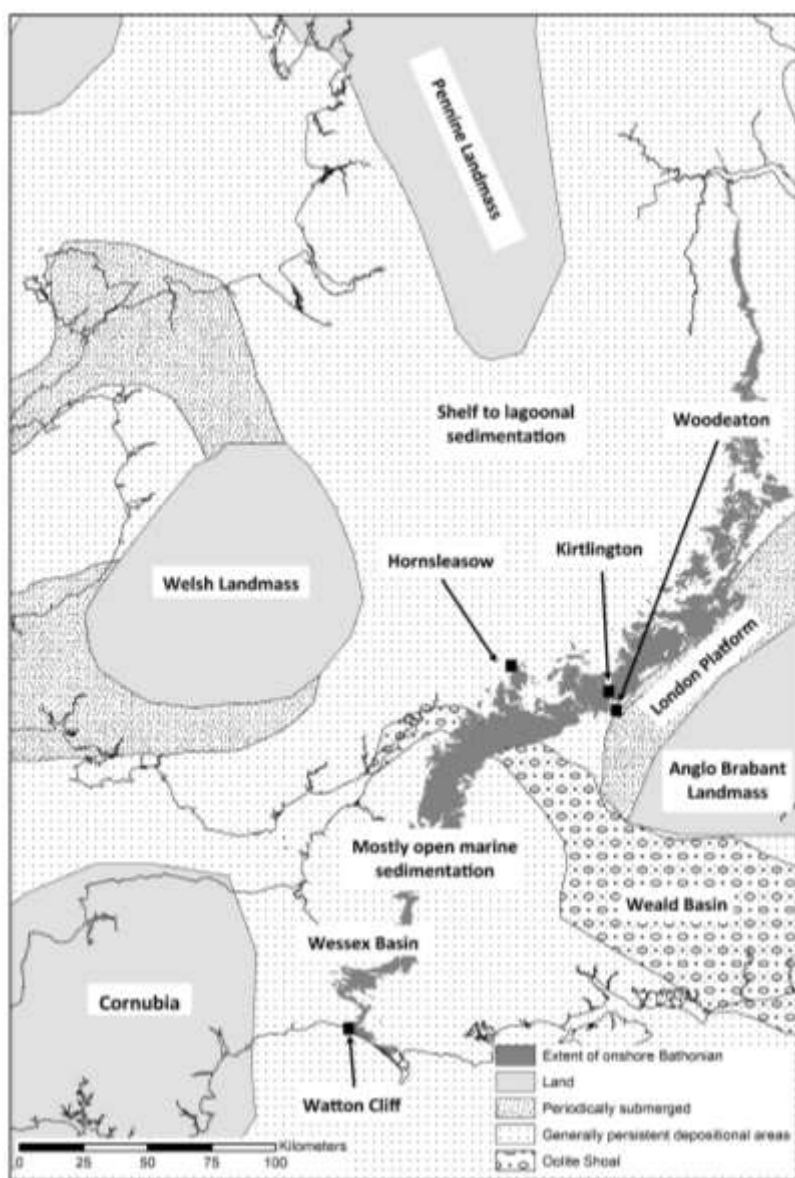 Pennine Landmass
Shelf to lagoonal
sedimentation
Woodeaton
Kirtlington
Hornsleasow
Welsh Landmass
London Platform
Anglo Brabant
Landmass
Mostly open marine
sedimentation
Weald Basin
Wessex Basin
Cornubia
Watton Cliff
Extent of onshore Bathonian
Land
Periodically submerged
Generally persistent depositional areas
Oolite Shoal
Kilometers
0 25 50 75 100